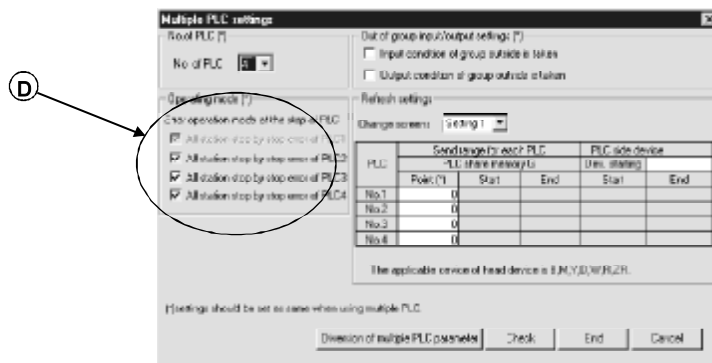 Multiple PLC settings
No.of PLC (*)
No of PLC 4
Out of group input/output settings (*)
Input condition of group outside is taken
Output condition of group outside is taken
D
Operating mode (*)
Error operation mode at the stop of PLC
All station stop by stop error of PLC1
All station stop by stop error of PLC2
All station stop by stop error of PLC3
All station stop by stop error of PLC4
Refresh settings
Change screens Setting 1
PLC
Send range for each PLC
PLC side device
PLC share memory G
Dev. starting
Point (*) Start End Start End
No.1 0
No.2 0
No.3 0
No.4 0
The applicable device of head device is B,M,Y,D,W,R,ZR.
(*)settings should be set as same when using multiple PLC.
Diversion of multiple PLC parameter Check End Cancel